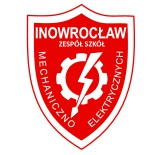 INOWROCŁAW
ZESPÓŁ SZKÓŁ
MECHANICZNO
ELEKTRYCZNYCH